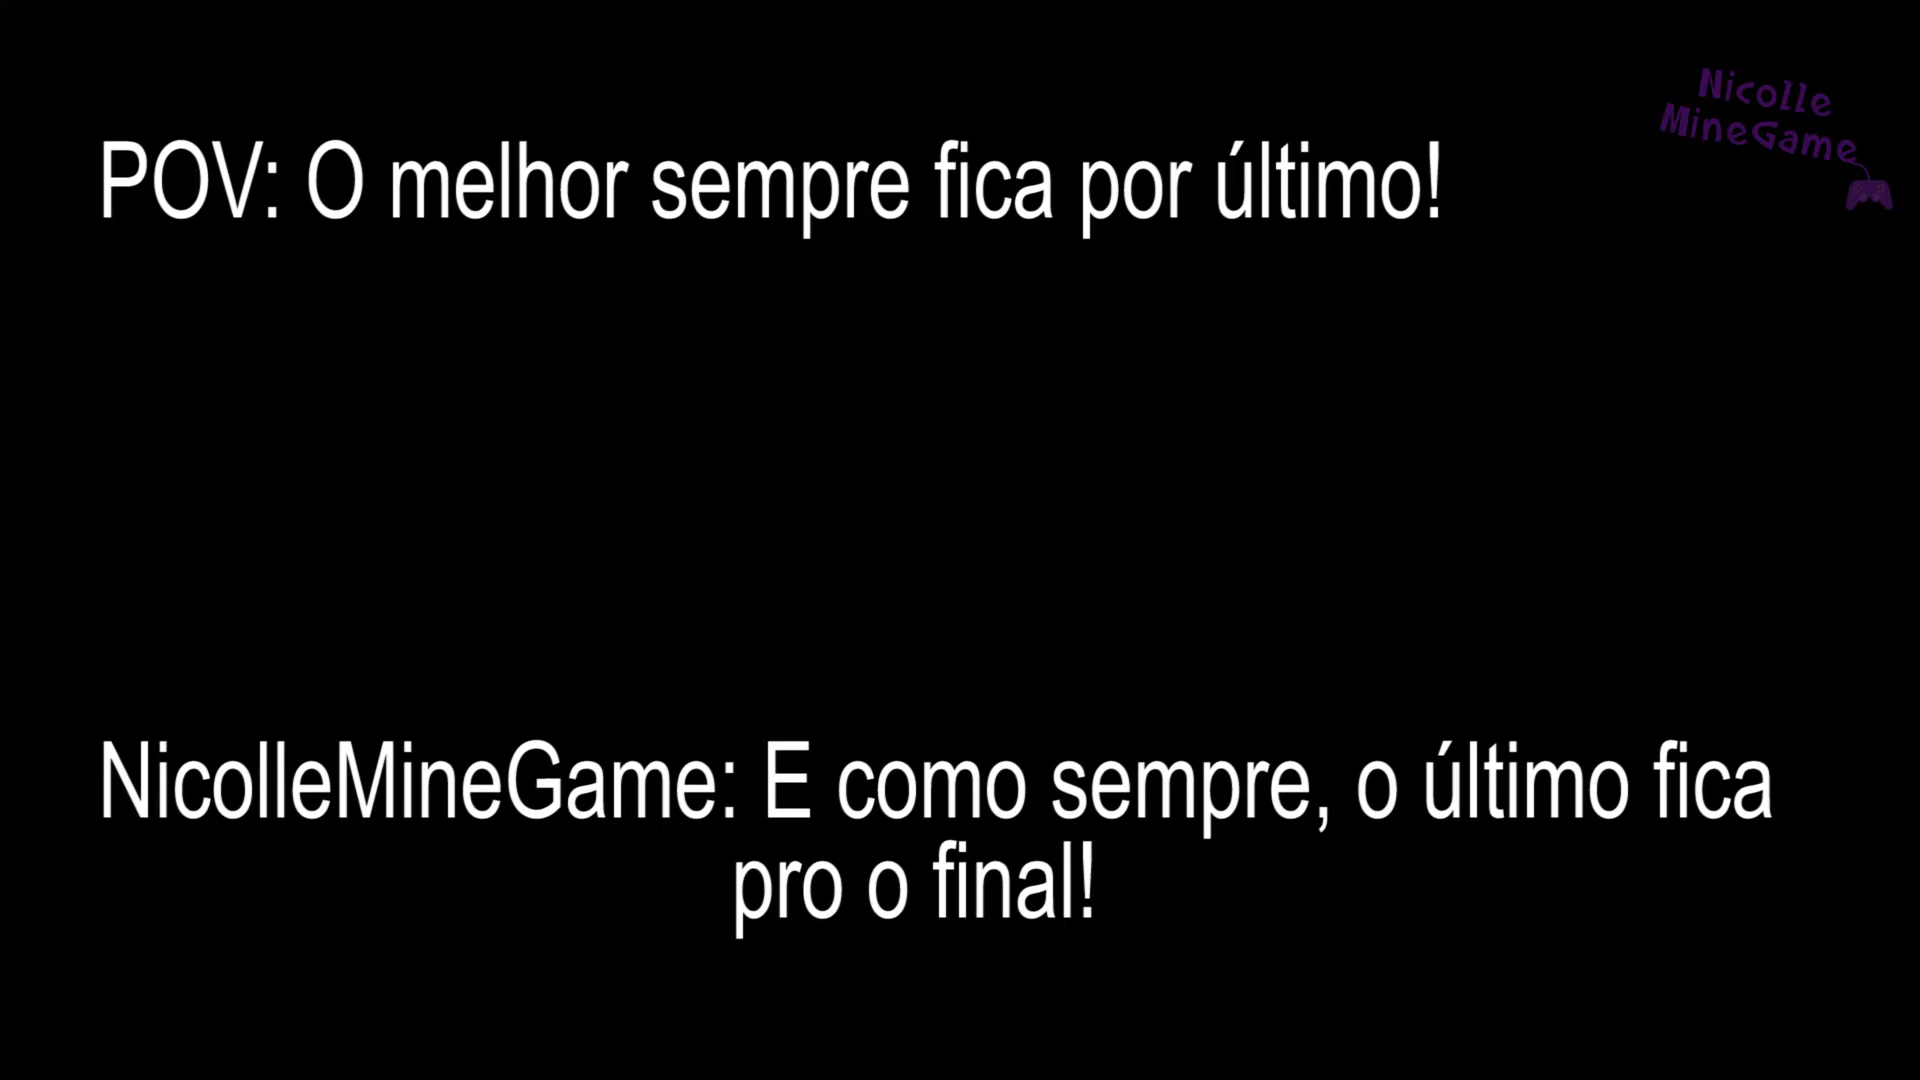 Nicolle
MineGame
POV: O melhor sempre fica por último!
NicolleMineGame: E como sempre, o último fica
pro o final!